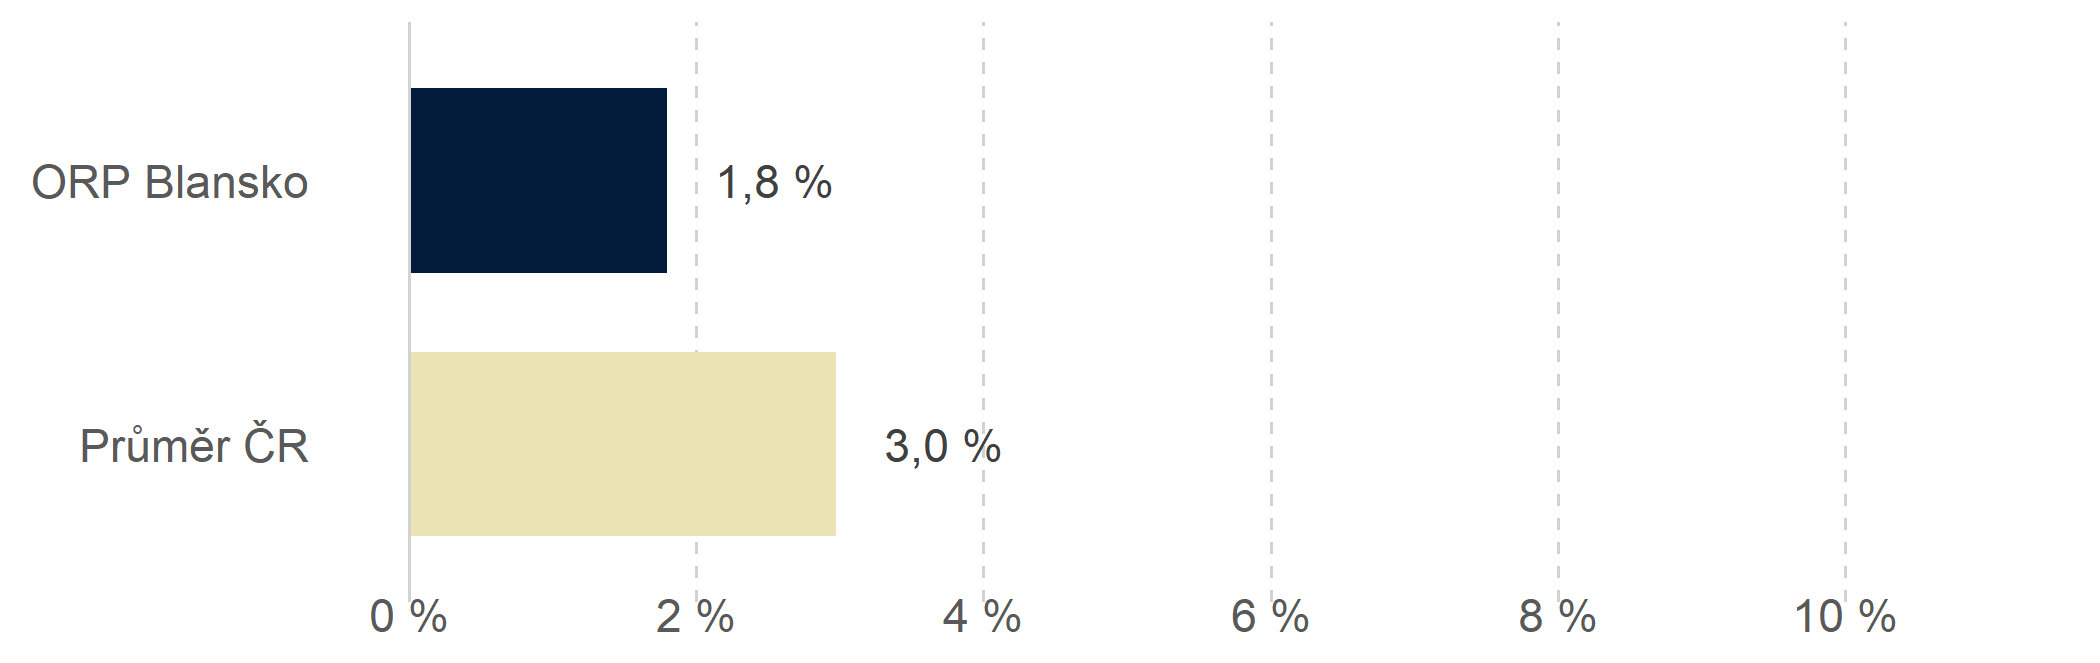 ORP Blansko 1,8 %
Průměr ČR 3,0 %
0 % 2 % 4 % 6 % 8 % 10 %